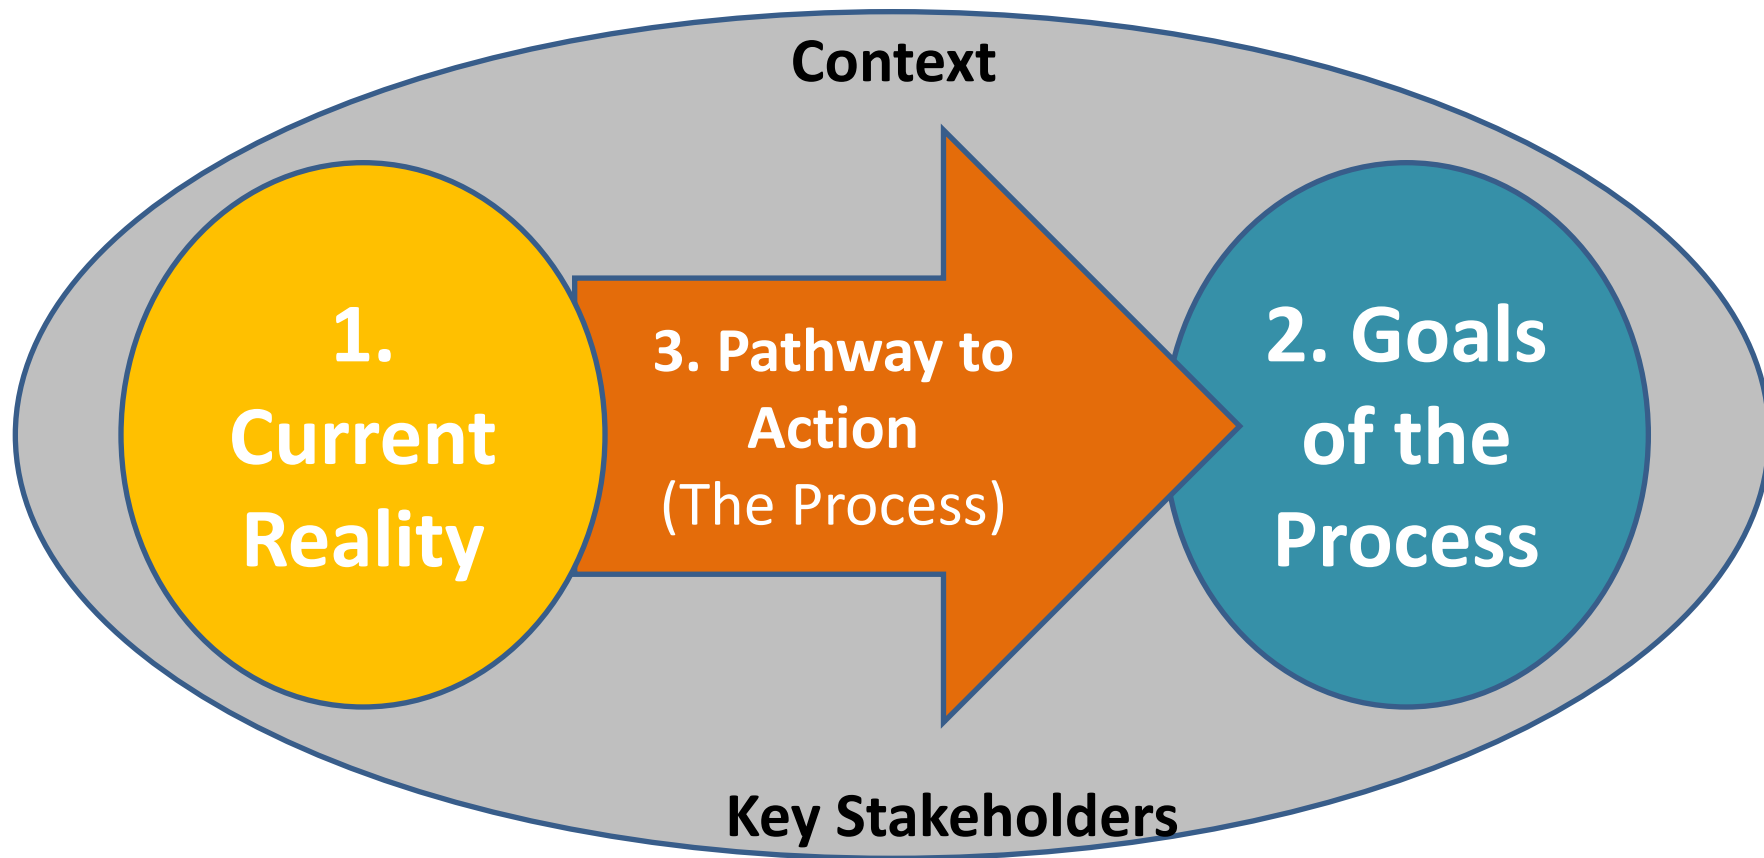 Context
1.
Current
Reality
3. Pathway to
Action
(The Process)
2. Goals
of the
Process
Key Stakeholders